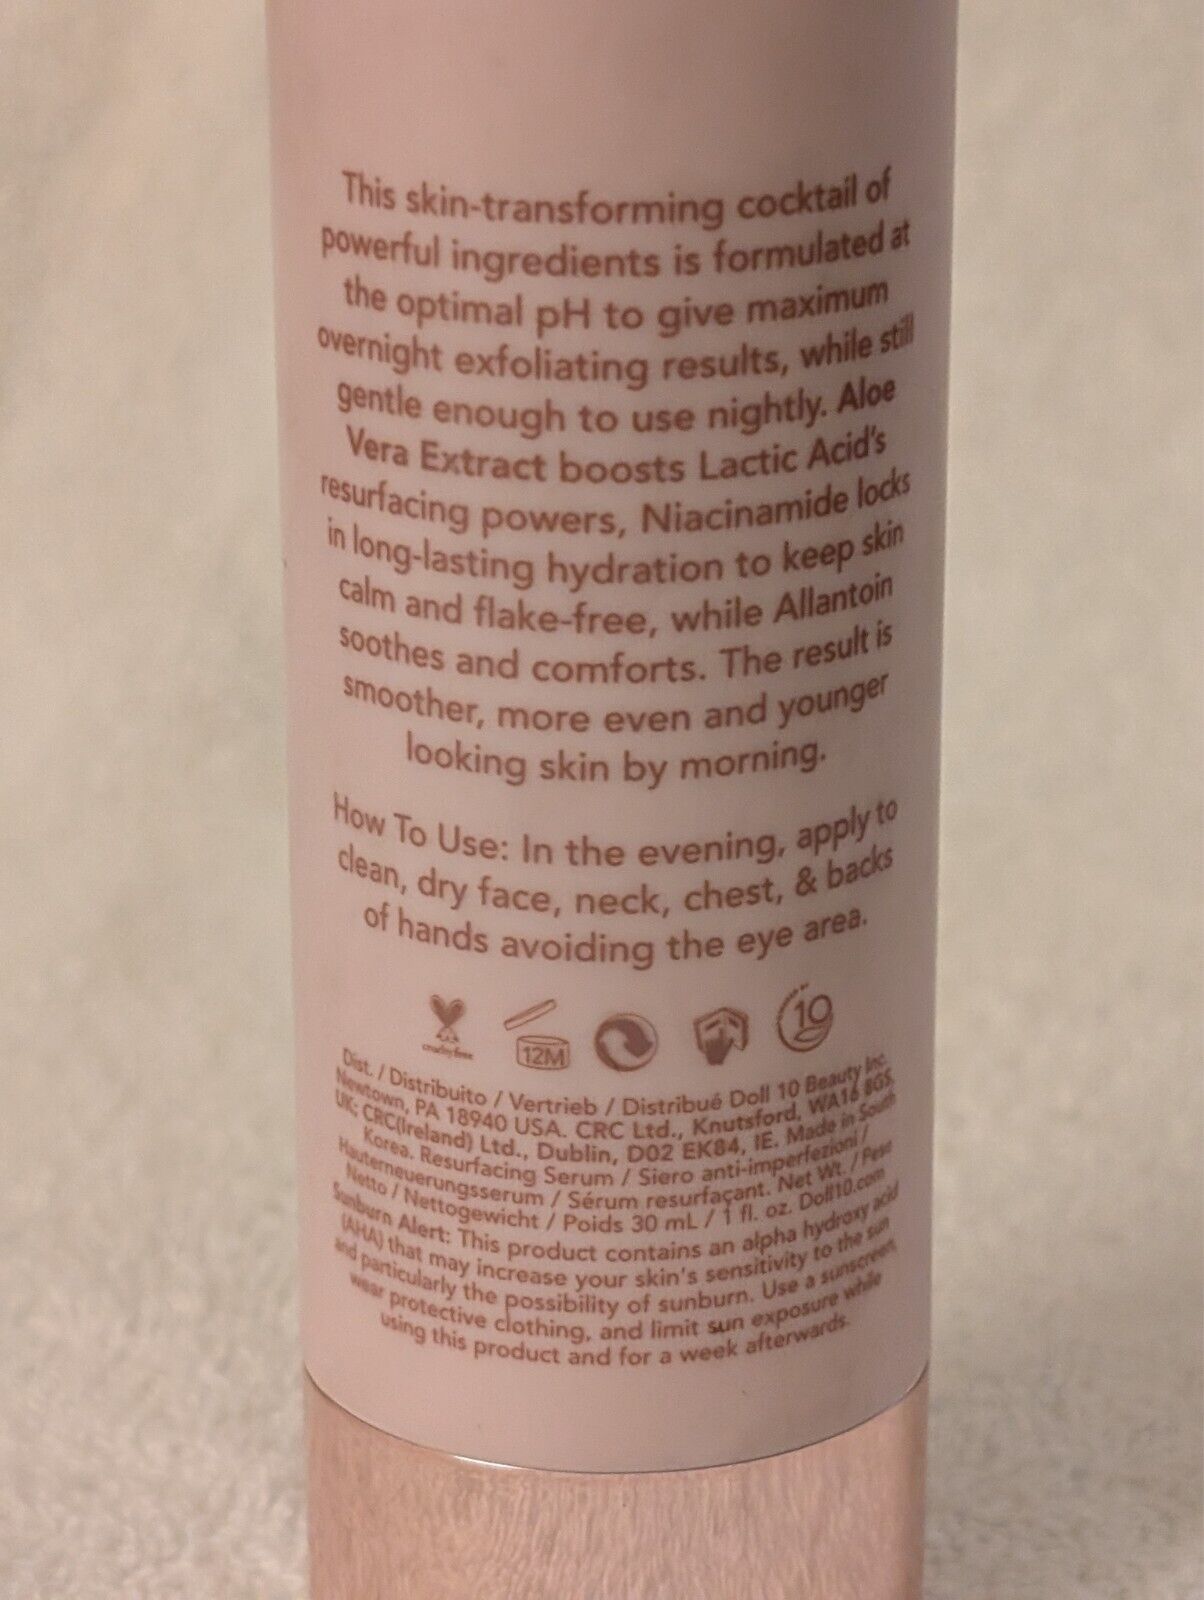 This skin-transforming cocktail of
powerful ingredients is formulated at
the optimal pH to give maximum
overnight exfoliating results, while still
gentle enough to use nightly. Aloe
Vera Extract boosts Lactic Acid's
resurfacing powers, Niacinamide locks
in long-lasting hydration to keep skin
calm and flake-free, while Allantoin
soothes and comforts. The result is
smoother, more even and younger
looking skin by morning.
How To Use: In the evening, apply to
clean, dry face, neck, chest, & backs
of hands avoiding the eye area.
cruelty free
12M
10
Dist. / Distribuito / Vertrieb / Distribué Doll 10 Beauty Inc.
Newtown, PA 18940 USA. CRC Ltd., Knutsford, WA16 8GS,
UK; CRC(Ireland) Ltd., Dublin, D02 EK84, IE. Made in South
Korea. Resurfacing Serum / Siero anti-imperfezioni /
Hauterneuerungsserum / Sérum resurfaçant. Net Wt. / Peso
Netto / Nettogewicht / Poids 30 mL / 1 fl. oz. Doll10.com
Sunburn Alert: This product contains an alpha hydroxy acid
(AHA) that may increase your skin's sensitivity to the sun
and particularly the possibility of sunburn. Use a sunscreen,
wear protective clothing, and limit sun exposure while
using this product and for a week afterwards.